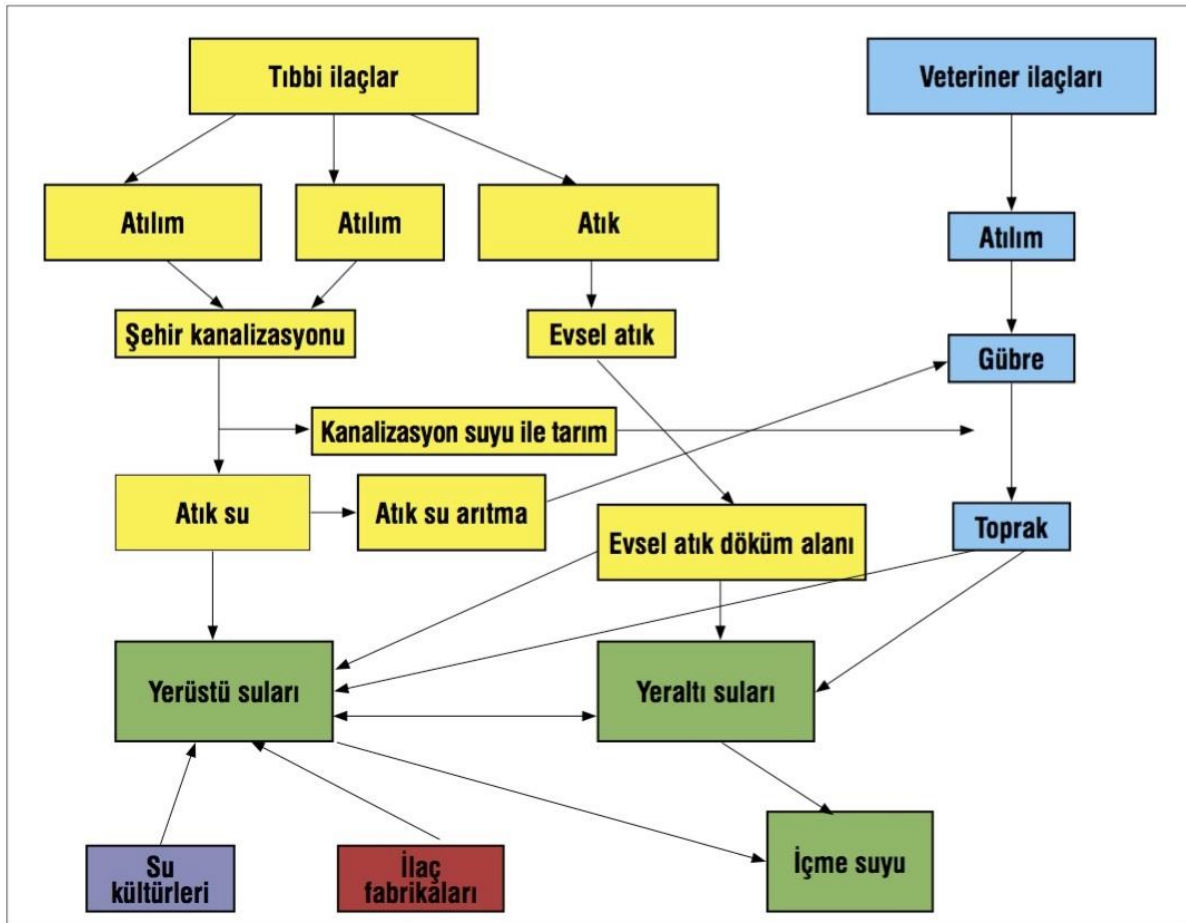 Tıbbi ilaçlar
Veteriner ilaçları
Atılım
Atılım
Atık
Atılım
Şehir kanalizasyonu
Evsel atık
Gübre
Kanalizasyon suyu ile tarım
Atık su
Atık su arıtma
Evsel atık döküm alanı
Toprak
Yerüstü suları
Yeraltı suları
Su
kültürleri
İlaç
fabrikaları
İçme suyu